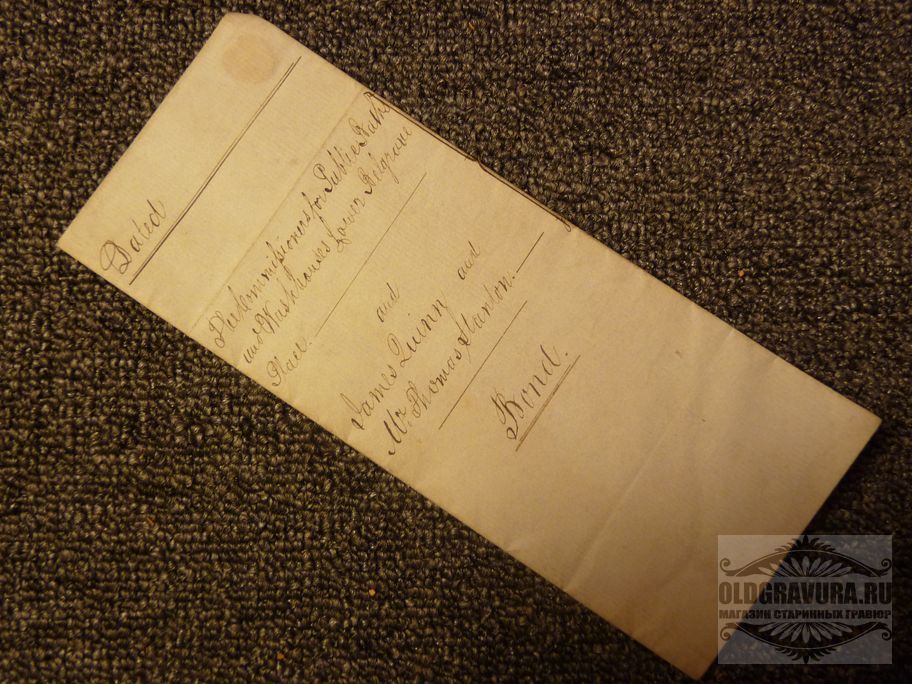 Dated
The Commissioners for Public Baths
and Washhouses Lower Belgrave
Place.
and
James Quinn and
Mr. Thomas Stanton.
Bond.
OLDGRAVURA.RU
МАГАЗИН СТАРИННЫХ ГРАВЮР